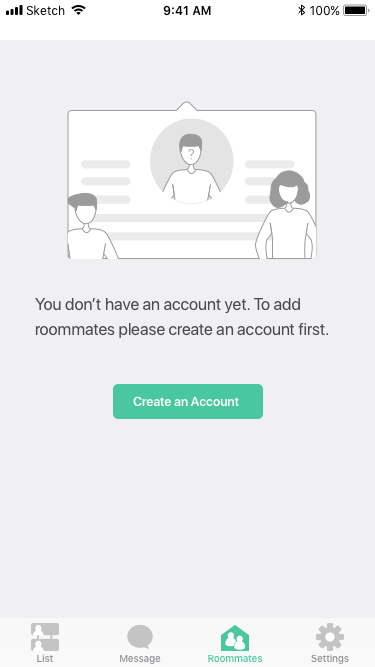 Sketch 9:41 AM 100%
?
You don’t have an account yet. To add
roommates please create an account first.
Create an Account
List Message Roommates Settings